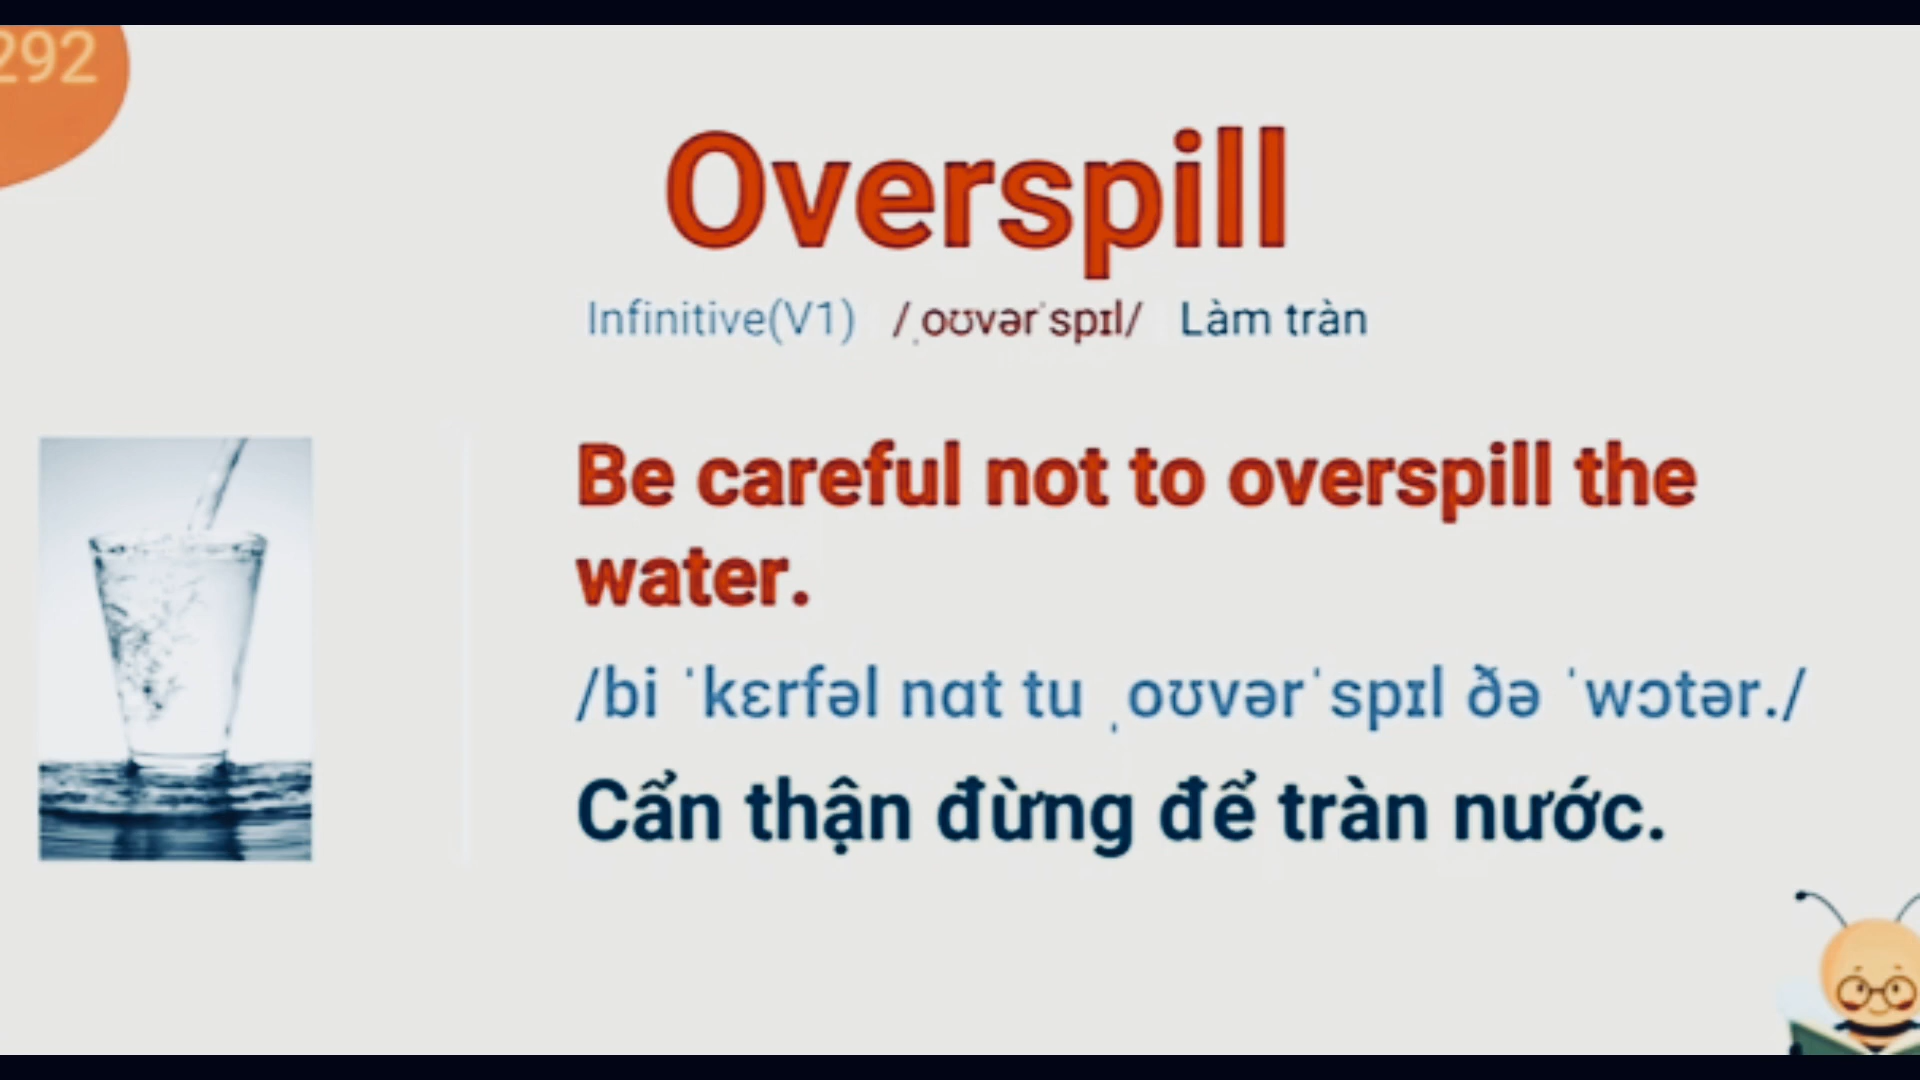 292
Overspill
Infinitive(V1) /ˌoʊvərˈspɪl/ Làm tràn
Be careful not to overspill the
water.
/bi ˈkɛrfəl nɑt tu ˌoʊvərˈspɪl ðə ˈwɔtər./
Cẩn thận đừng để tràn nước.